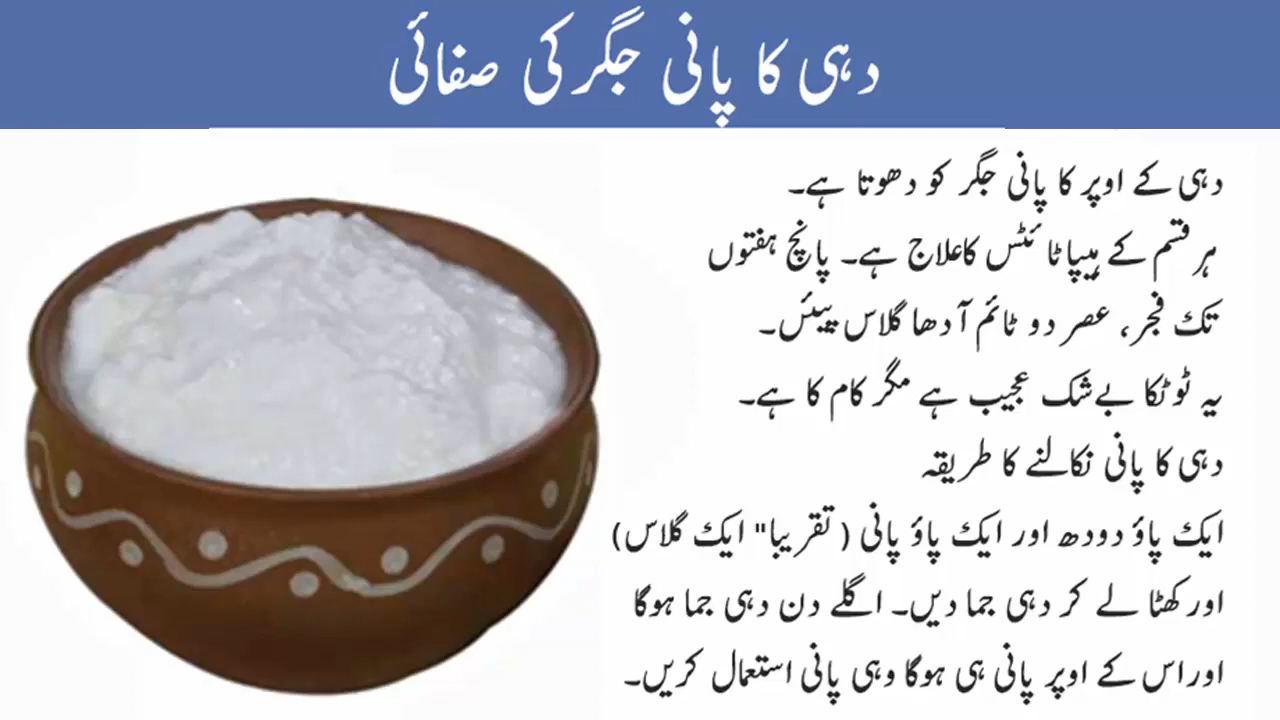 دہی کا پانی جگر کی صفائی
دہی کے اوپر کا پانی جگر کو دھوتا ہے۔
ہر قسم کے ہیپاٹائٹس کاعلاج ہے۔ پانچ ہفتوں
تک فجر، عصر دو ٹائم آدھا گلاس پیئں۔
یہ ٹوٹکا بےشک عجیب ہے مگر کام کا ہے۔
دہی کا پانی نکالنے کا طریقہ
ایک پاؤ دودھ اور ایک پاؤ پانی (تقریبا" ایک گلاس)
اور کھٹا لے کر دہی جما دیں۔ اگلے دن دہی جما ہوگا
اور اس کے اوپر پانی ہی ہوگا وہی پانی استعمال کریں۔